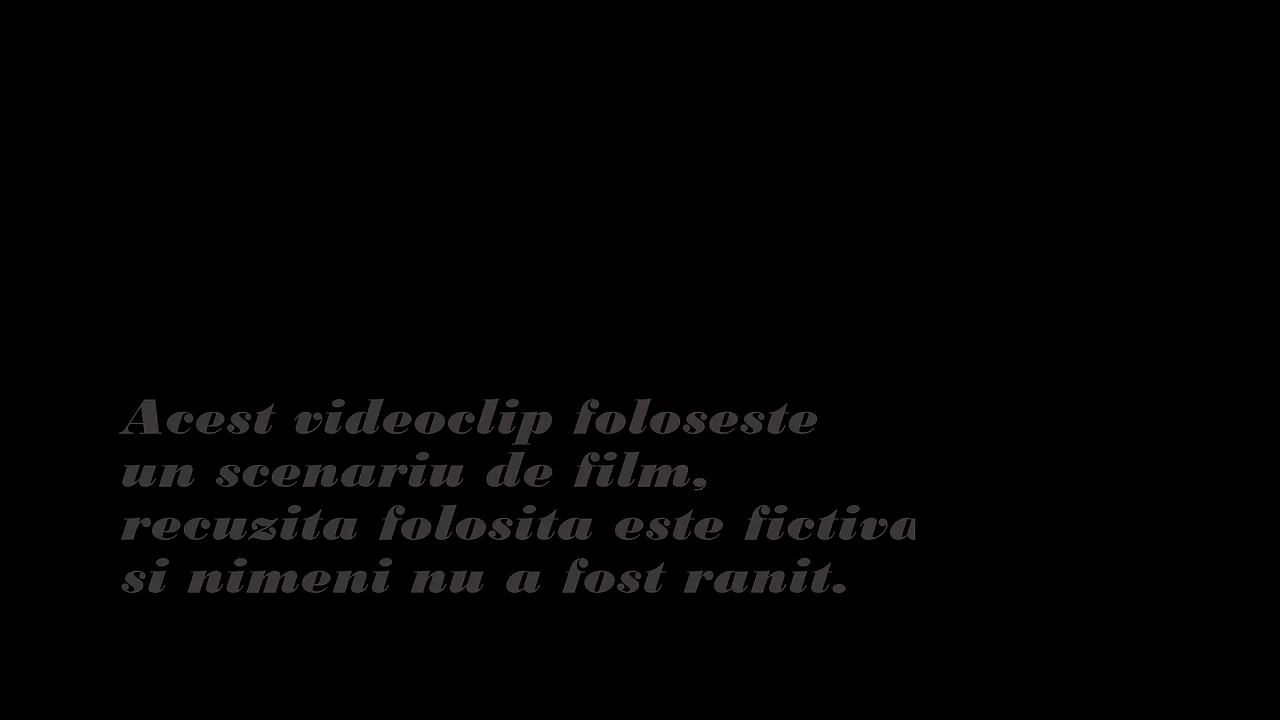 Acest videoclip foloseste
un scenariu de film,
recuzita folosita este fictiva
si nimeni nu a fost ranit.